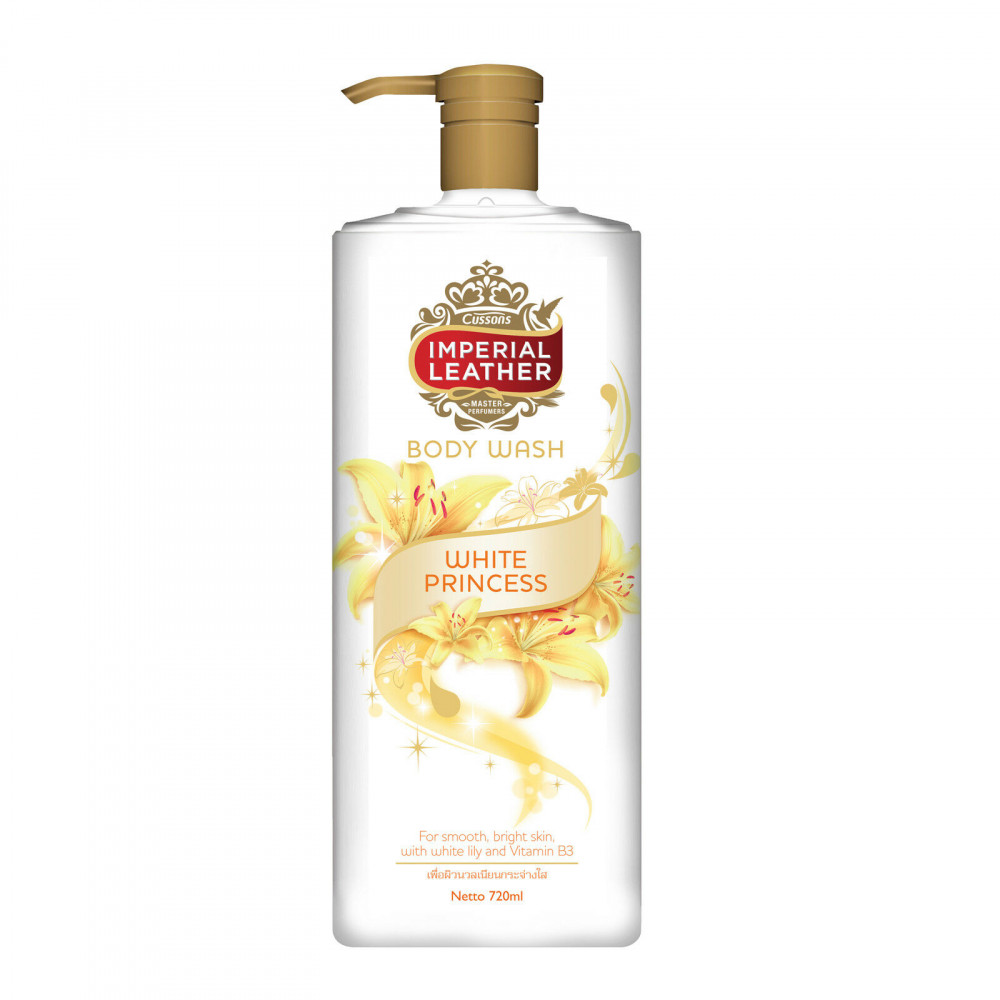 Cussons
IMPERIAL
LEATHER
MASTER
PERFUMERS
BODY WASH
WHITE
PRINCESS
For smooth, bright skin,
with white lily and Vitamin B3
เพื่อผิวนวลเนียนกระจ่างใส
Netto 720ml